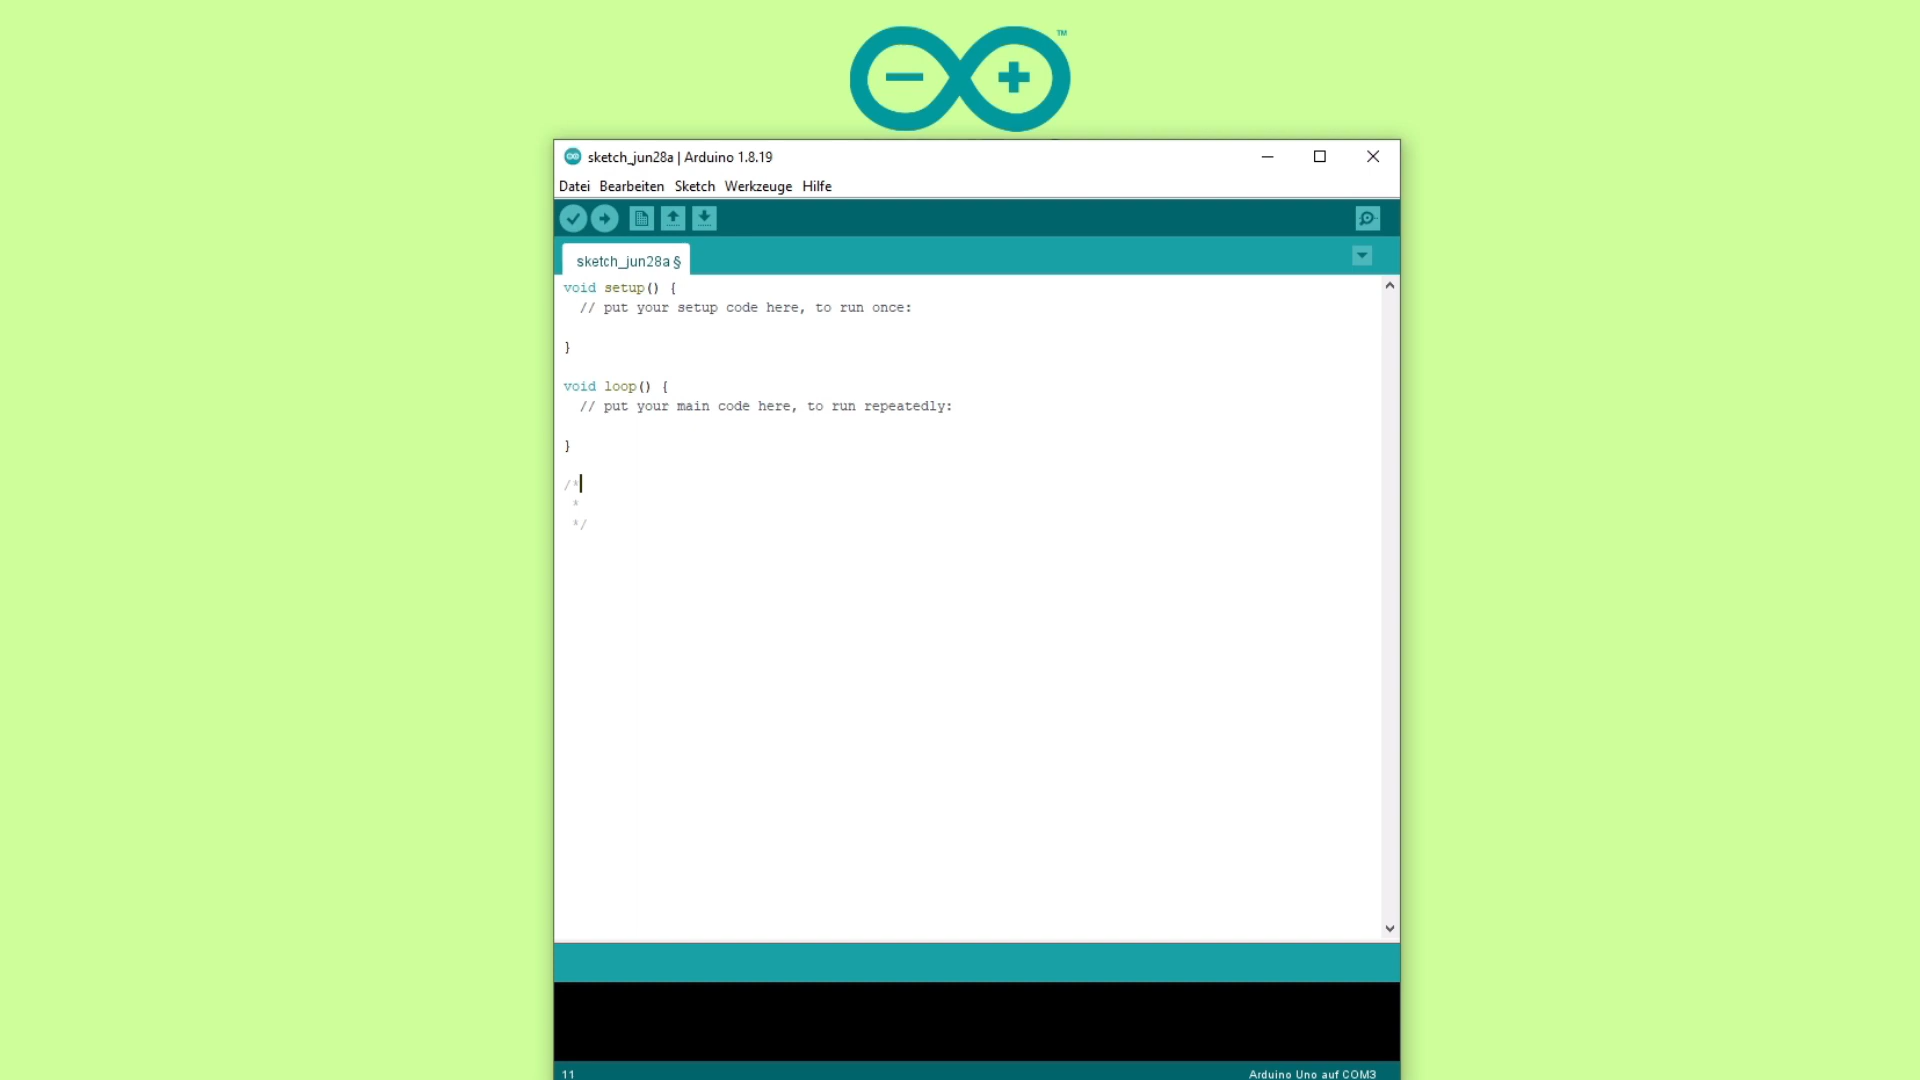 ™
sketch_jun28a | Arduino 1.8.19
Datei Bearbeiten Sketch Werkzeuge Hilfe
sketch_jun28a §
void setup() {
// put your setup code here, to run once:
}
void loop() {
// put your main code here, to run repeatedly:
}
/*
*
*/
11 Arduino Uno auf COM3